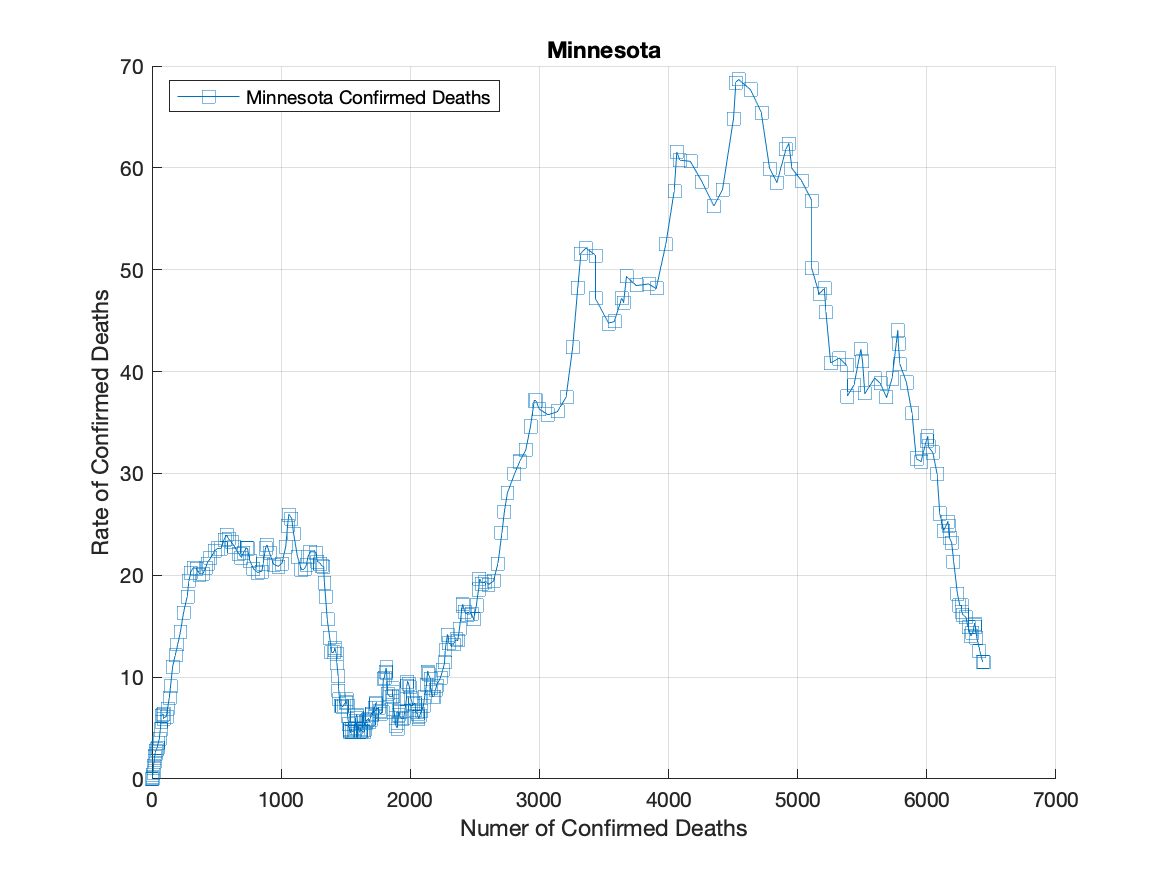 Minnesota
Minnesota Confirmed Deaths
70
60
50
40
30
20
10
0
Rate of Confirmed Deaths
0 1000 2000 3000 4000 5000 6000 7000
Numer of Confirmed Deaths